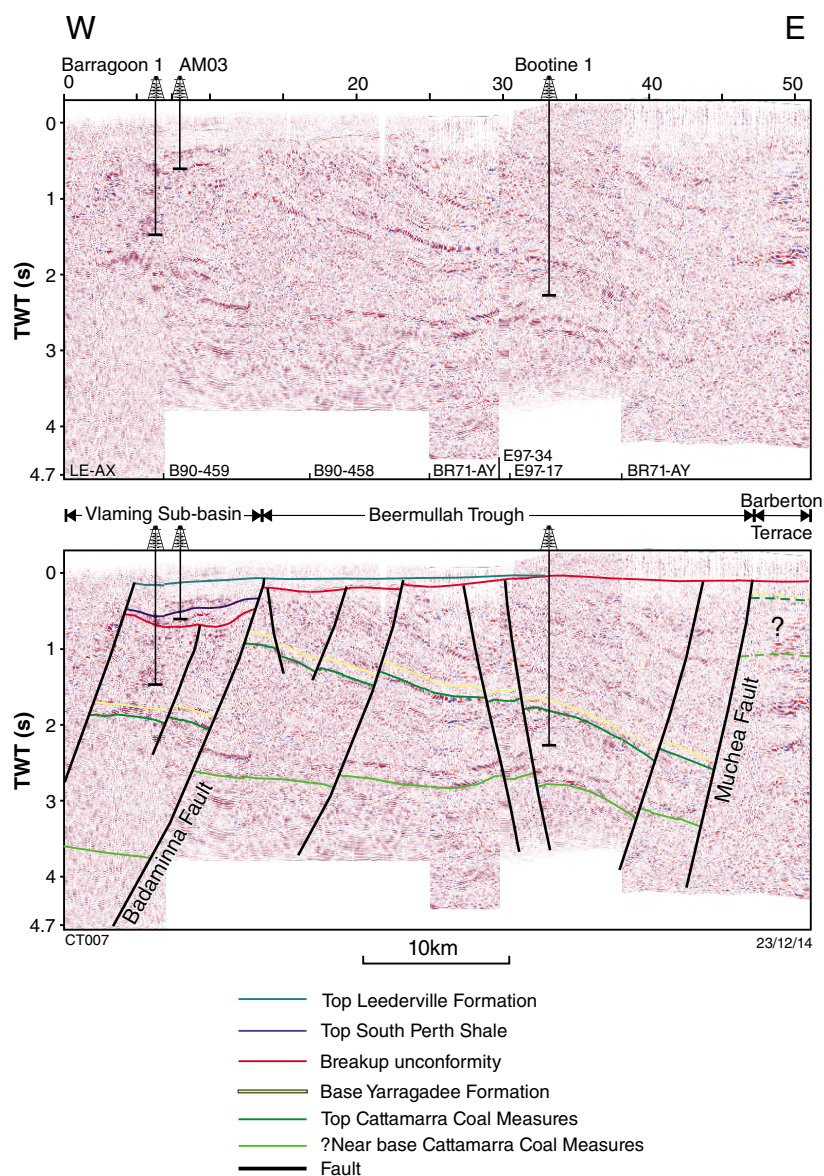 W E
Barragoon 1 AM03 Bootine 1
0 20 30 40 50
0
1
2
3
4
4.7
TWT (s)
LE-AX B90-459 B90-458 BR71-AY E97-34 E97-17 BR71-AY
Vlaming Sub-basin Beermullah Trough Barberton Terrace
0
1
2
3
4
4.7
TWT (s)
?
Badaminna Fault
Muchea Fault
CT007 23/12/14
10km
Top Leederville Formation
Top South Perth Shale
Breakup unconformity
Base Yarragadee Formation
Top Cattamarra Coal Measures
?Near base Cattamarra Coal Measures
Fault